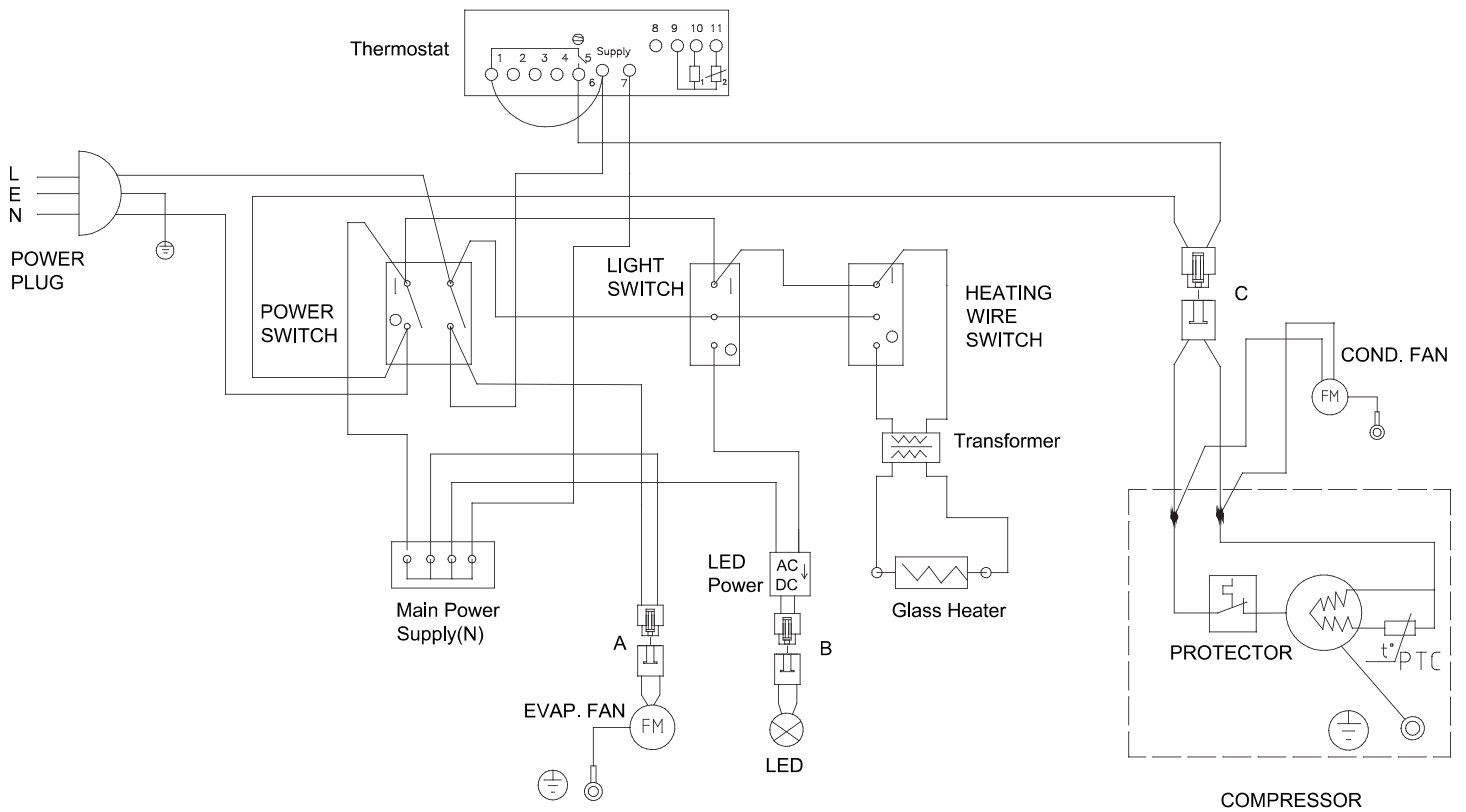 Thermostat
8 9 10 11
Supply
1 2 3 4 5
6 7
1 2
L
E
N
POWER
PLUG
POWER
SWITCH
I
LIGHT
SWITCH
I
HEATING
WIRE
SWITCH
I
C
COND. FAN
FM
Transformer
Main Power
Supply(N)
LED
Power
AC
DC
Glass Heater
A
B
EVAP. FAN
FM
LED
PROTECTOR
t°
PTC
COMPRESSOR